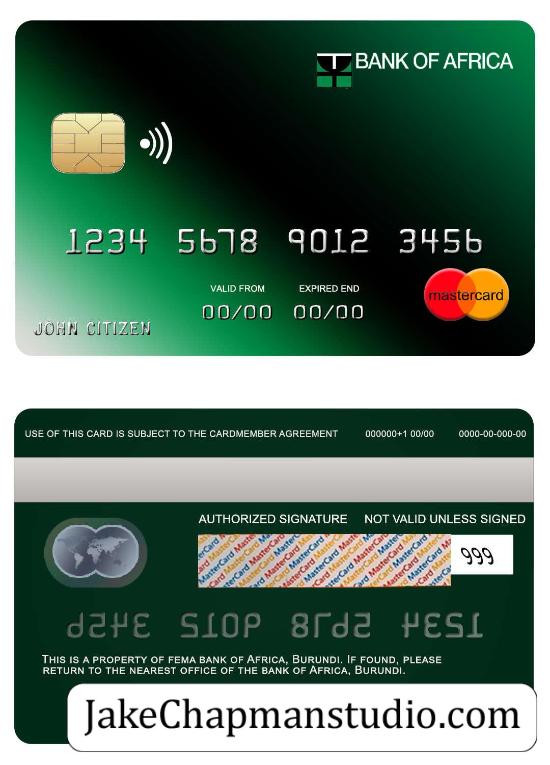 BANK OF AFRICA
1234 5678 9012 3456
VALID FROM EXPIRED END
00/00 00/00
mastercard
JOHN CITIZEN
USE OF THIS CARD IS SUBJECT TO THE CARDMEMBER AGREEMENT 000000+1 00/00 0000-00-000-00
AUTHORIZED SIGNATURE NOT VALID UNLESS SIGNED
MasterCard MasterCard MasterCard
999
THIS IS A PROPERTY OF FEMA BANK OF AFRICA, BURUNDI. IF FOUND, PLEASE
RETURN TO THE NEAREST OFFICE OF THE BANK OF AFRICA, BURUNDI.
JakeChapmanstudio.com